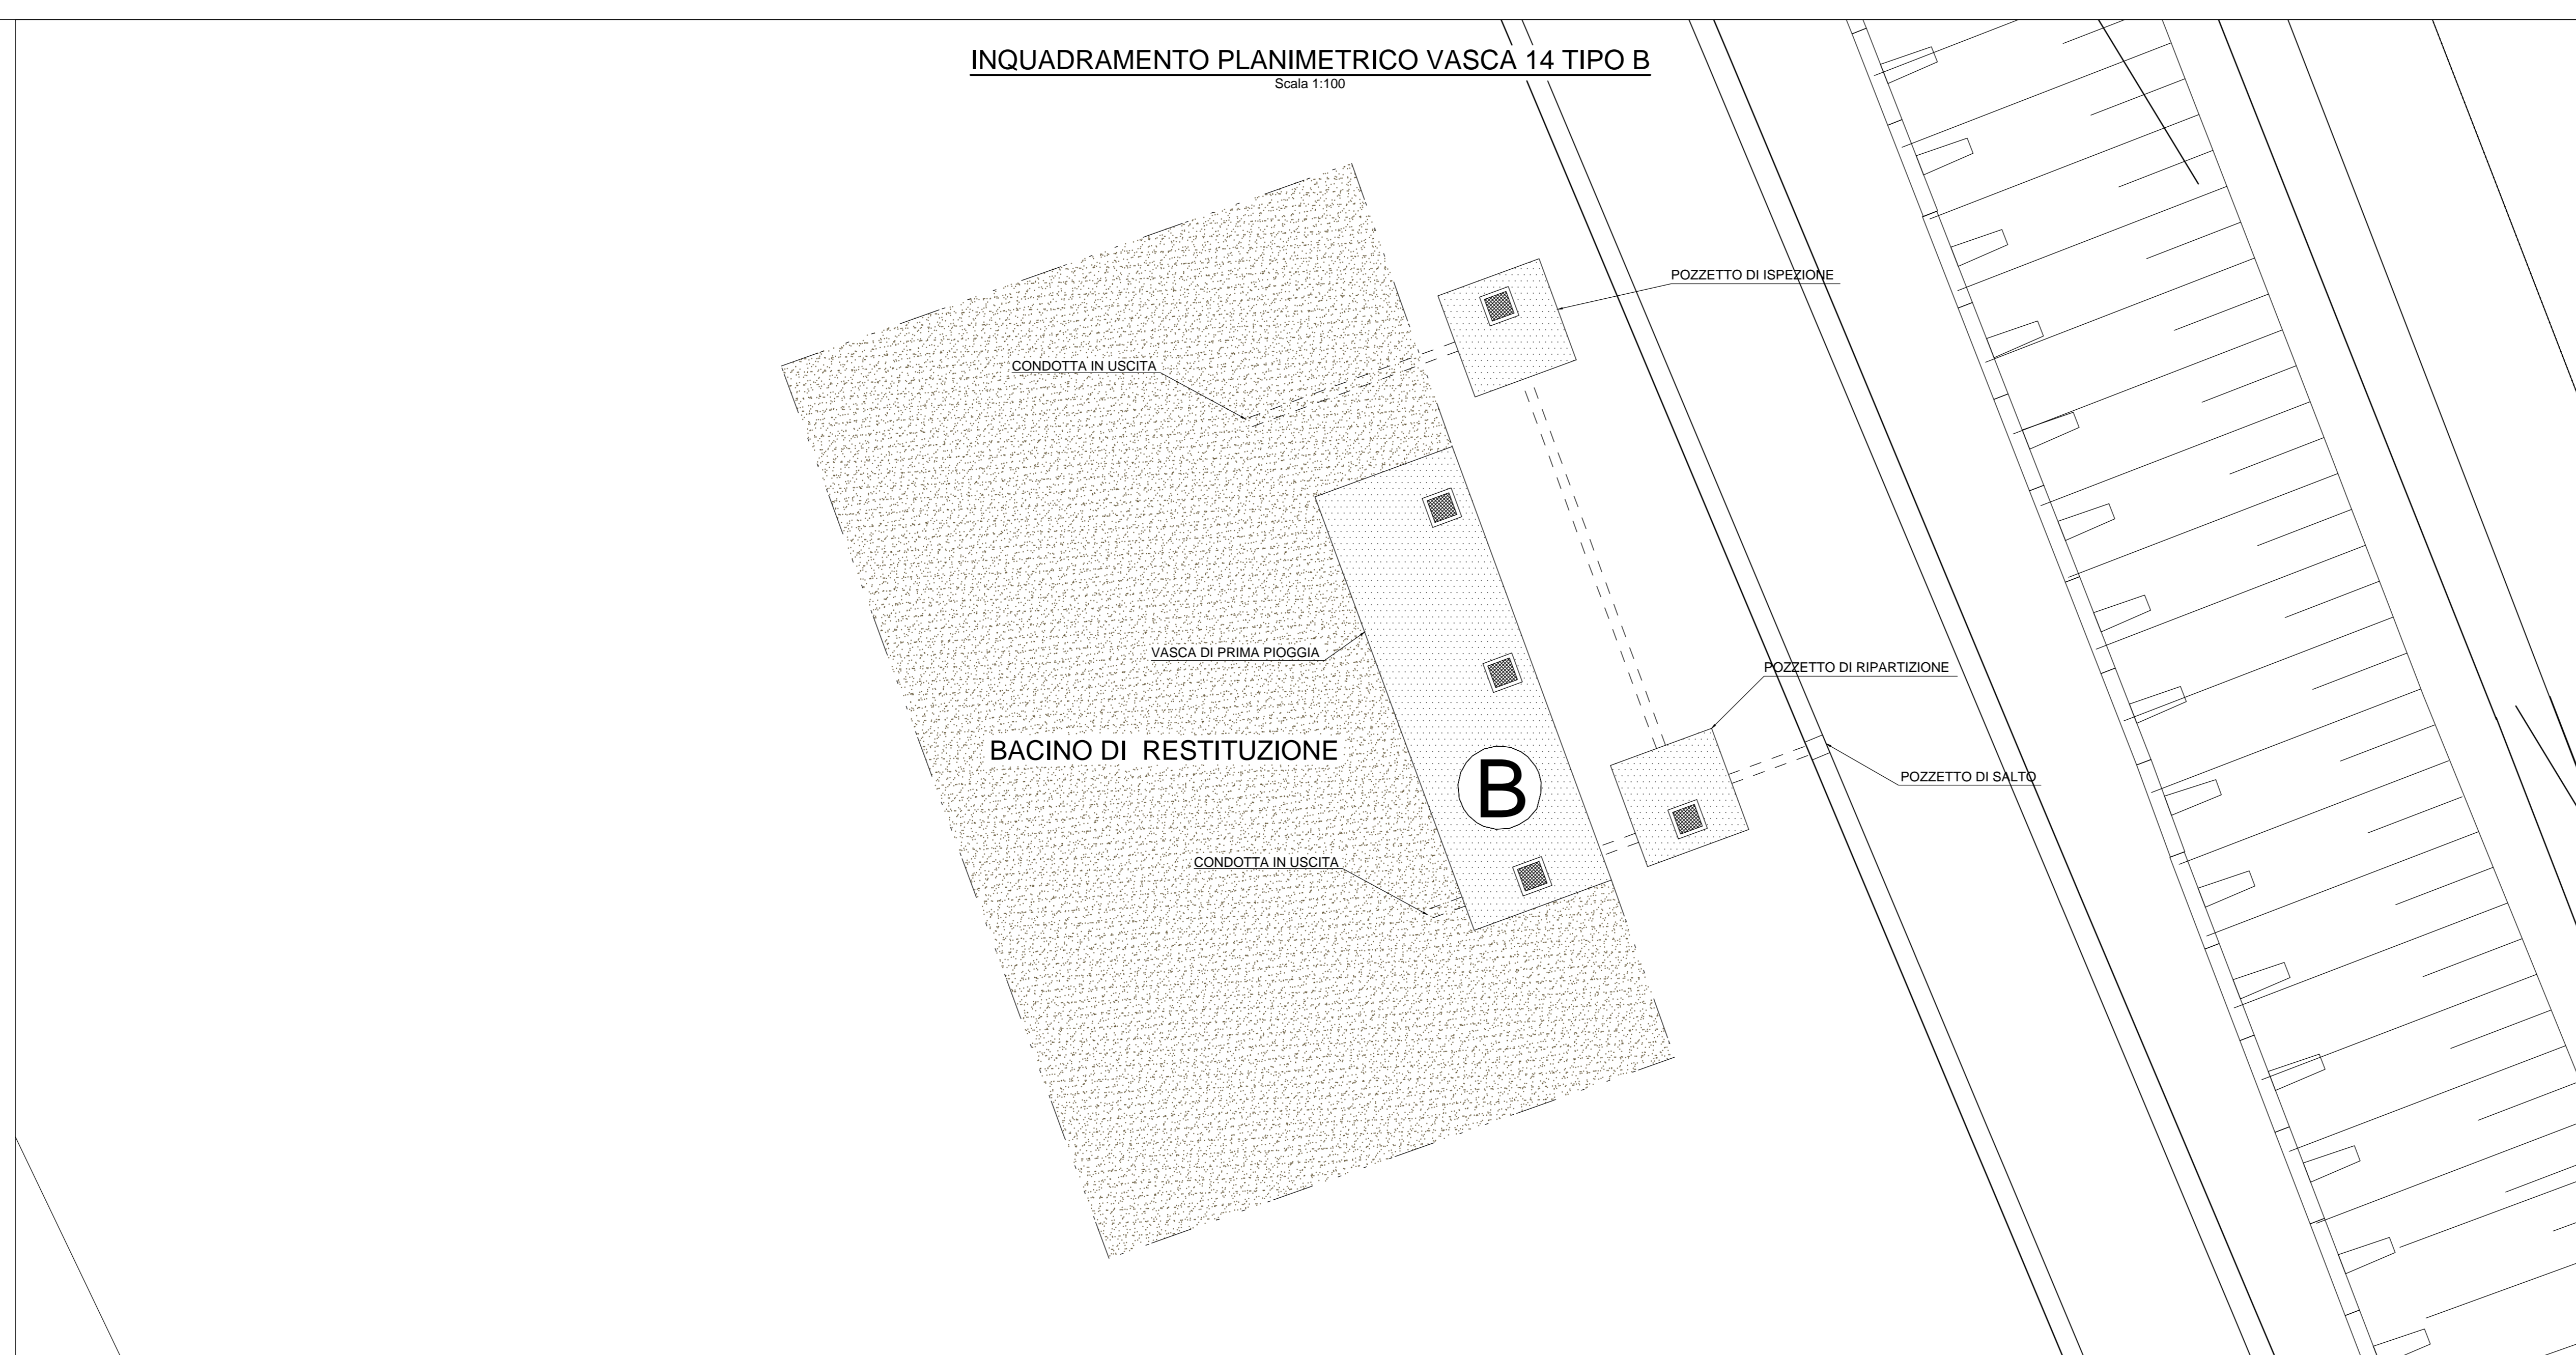 INQUADRAMENTO PLANIMETRICO VASCA 14 TIPO B
Scala 1:100
POZZETTO DI ISPEZIONE
CONDOTTA IN USCITA
VASCA DI PRIMA PIOGGIA
POZZETTO DI RIPARTIZIONE
BACINO DI RESTITUZIONE
B
POZZETTO DI SALTO
CONDOTTA IN USCITA